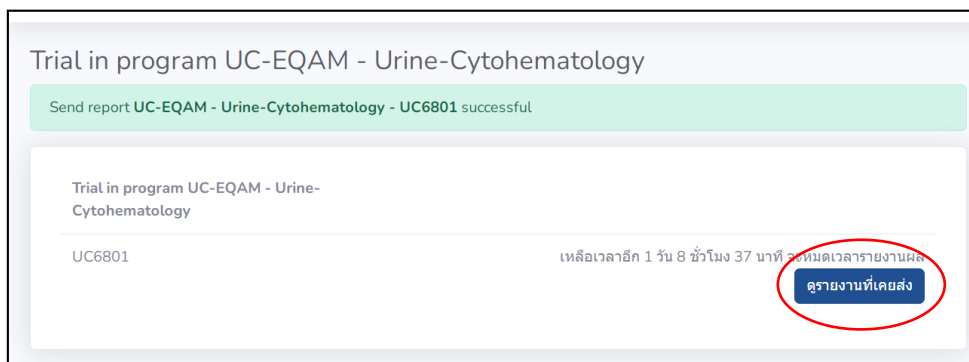 Trial in program UC-EQAM - Urine-Cytohematology
Send report UC-EQAM - Urine-Cytohematology - UC6801 successful
Trial in program UC-EQAM - Urine-
Cytohematology
UC6801
เหลือเวลาอีก 1 วัน 8 ชั่วโมง 37 นาที จะหมดเวลารายงานผล
ดูรายงานที่เคยส่ง